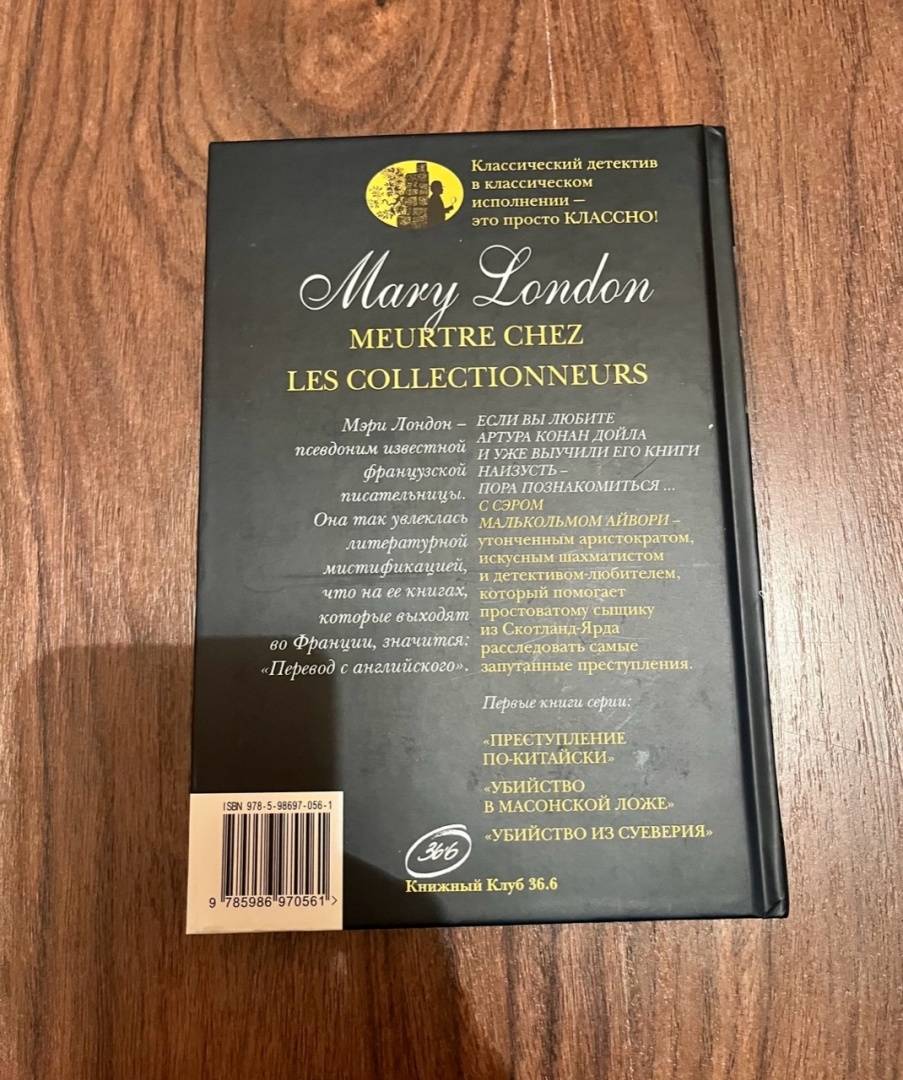 Классический детектив
в классическом
исполнении –
это просто КЛАССНО!
Mary London
MEURTRE CHEZ
LES COLLECTIONNEURS
Мэри Лондон –
псевдоним известной
французской
писательницы.
Она так увлеклась
литературной
мистификацией,
что на ее книгах,
которые выходят
во Франции, значится:
«Перевод с английского».
ЕСЛИ ВЫ ЛЮБИТЕ
АРТУРА КОНАН ДОЙЛА
И УЖЕ ВЫУЧИЛИ ЕГО КНИГИ
НАИЗУСТЬ –
ПОРА ПОЗНАКОМИТЬСЯ ...
С СЭРОМ
МАЛЬКОЛЬМОМ АЙВОРИ –
утонченным аристократом,
искусным шахматистом
и детективом-любителем,
который помогает
простоватому сыщику
из Скотланд-Ярда
расследовать самые
запутанные преступления.
Первые книги серии:
«ПРЕСТУПЛЕНИЕ
ПО-КИТАЙСКИ»
«УБИЙСТВО
В МАСОНСКОЙ ЛОЖЕ»
«УБИЙСТВО ИЗ СУЕВЕРИЯ»
ISBN 978-5-98697-056-1
9 785986 970561 >
36·6
Книжный Клуб 36.6